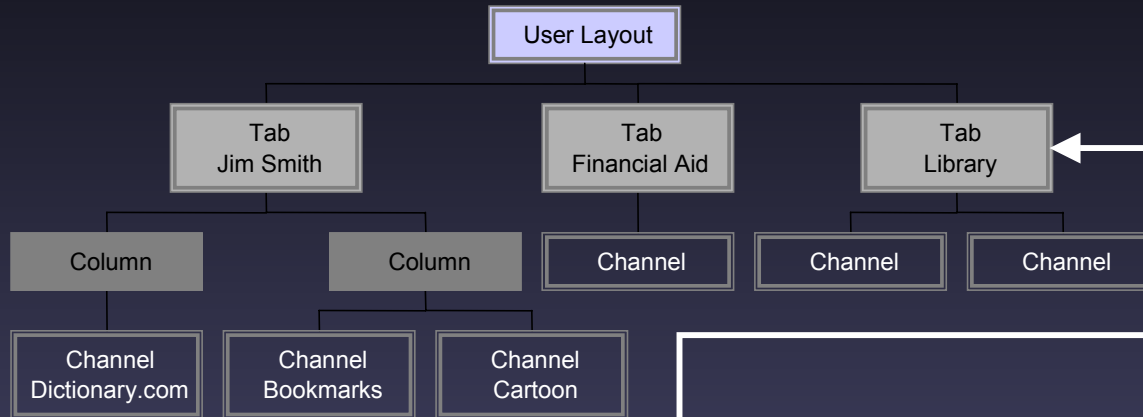 User Layout
Tab
Jim Smith
Tab
Financial Aid
Tab
Library
Column
Column
Channel
Channel
Channel
Channel
Dictionary.com
Channel
Bookmarks
Channel
Cartoon